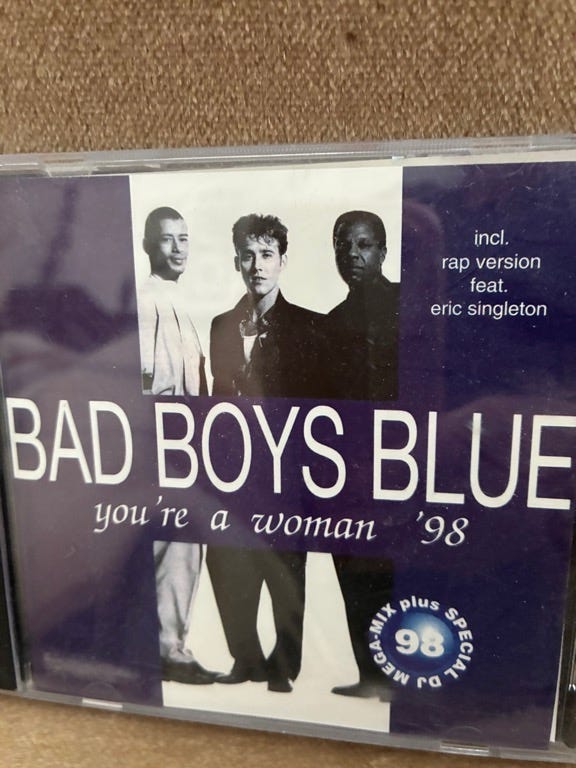 incl.
rap version
feat.
eric singleton
BAD BOYS BLUE
you're a woman '98
MEGA-MIX plus SPECIAL DJ
98